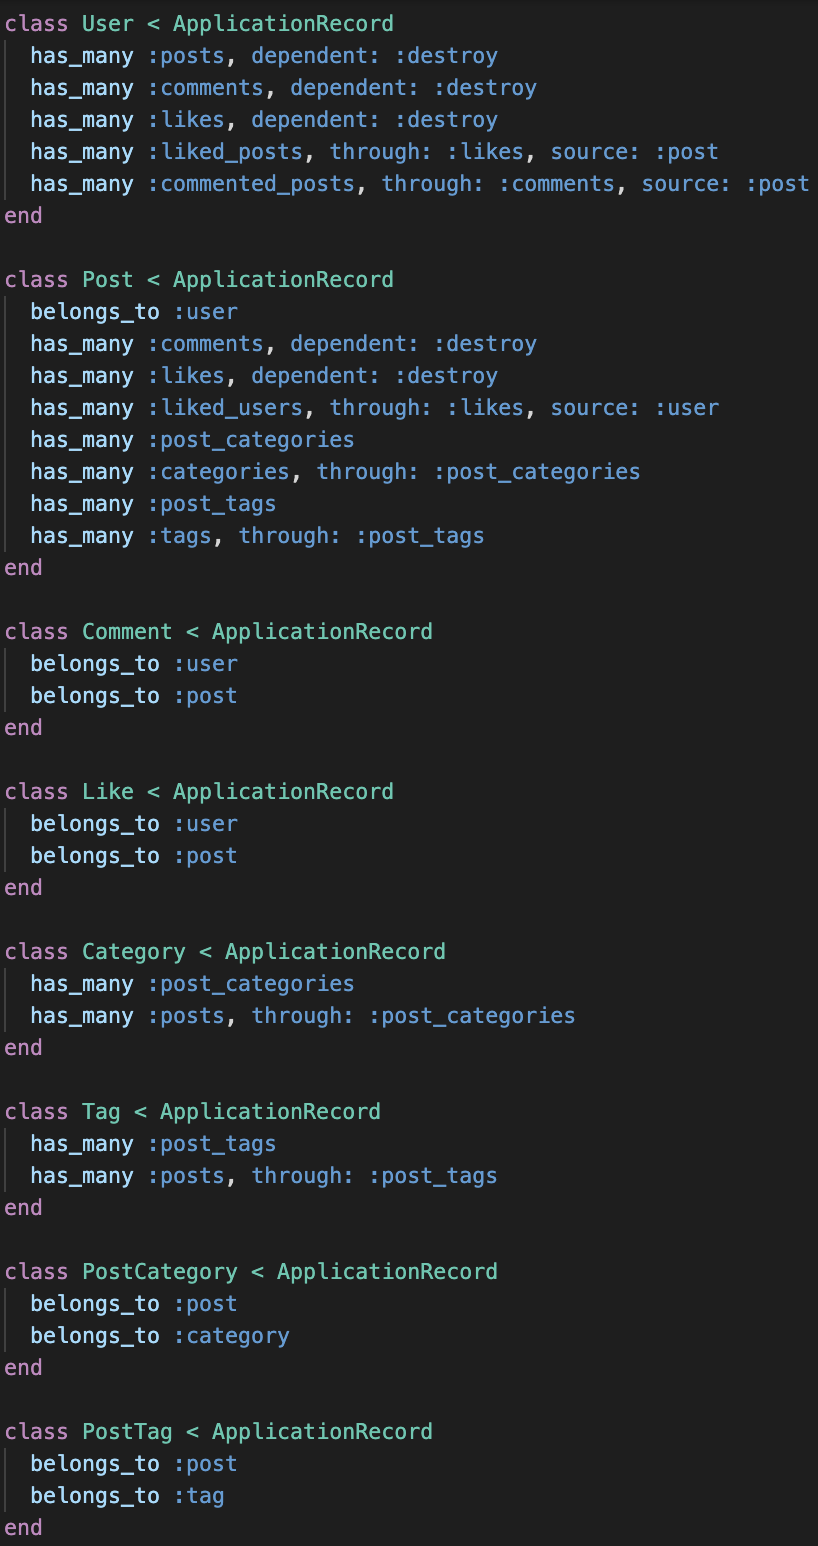 class User < ApplicationRecord
  has_many :posts, dependent: :destroy
  has_many :comments, dependent: :destroy
  has_many :likes, dependent: :destroy
  has_many :liked_posts, through: :likes, source: :post
  has_many :commented_posts, through: :comments, source: :post
end

class Post < ApplicationRecord
  belongs_to :user
  has_many :comments, dependent: :destroy
  has_many :likes, dependent: :destroy
  has_many :liked_users, through: :likes, source: :user
  has_many :post_categories
  has_many :categories, through: :post_categories
  has_many :post_tags
  has_many :tags, through: :post_tags
end

class Comment < ApplicationRecord
  belongs_to :user
  belongs_to :post
end

class Like < ApplicationRecord
  belongs_to :user
  belongs_to :post
end

class Category < ApplicationRecord
  has_many :post_categories
  has_many :posts, through: :post_categories
end

class Tag < ApplicationRecord
  has_many :post_tags
  has_many :posts, through: :post_tags
end

class PostCategory < ApplicationRecord
  belongs_to :post
  belongs_to :category
end

class PostTag < ApplicationRecord
  belongs_to :post
  belongs_to :tag
end